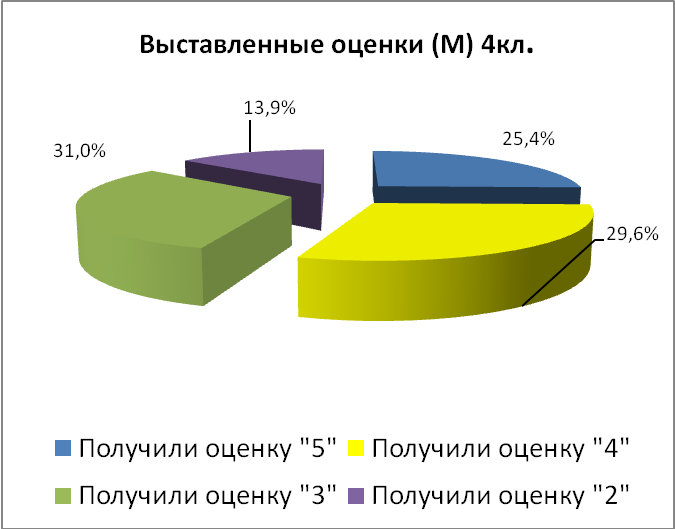 Выставленные оценки (М) 4кл.
13,9%
25,4%
31,0%
29,6%
Получили оценку "5" Получили оценку "4"
Получили оценку "3" Получили оценку "2"